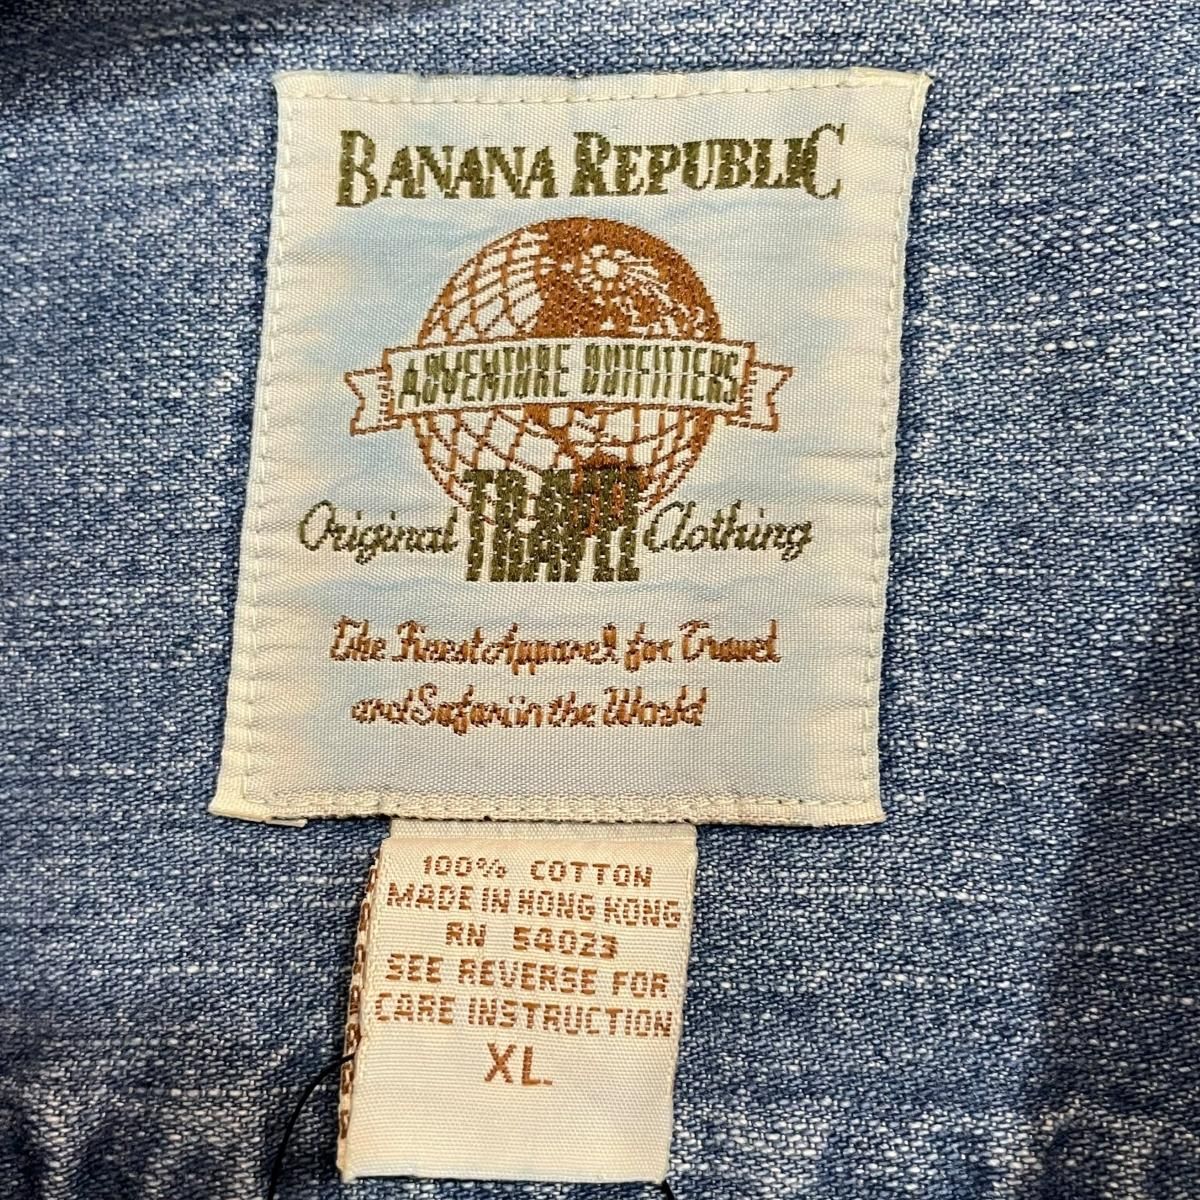 BANANA REPUBLIC
ADVENTURE OUTFITTERS
Original TRAVEL Clothing
The Finest Apparel for Travel
and Safari in the World
100% COTTON
MADE IN HONG KONG
RN 54023
SEE REVERSE FOR
CARE INSTRUCTION
XL.